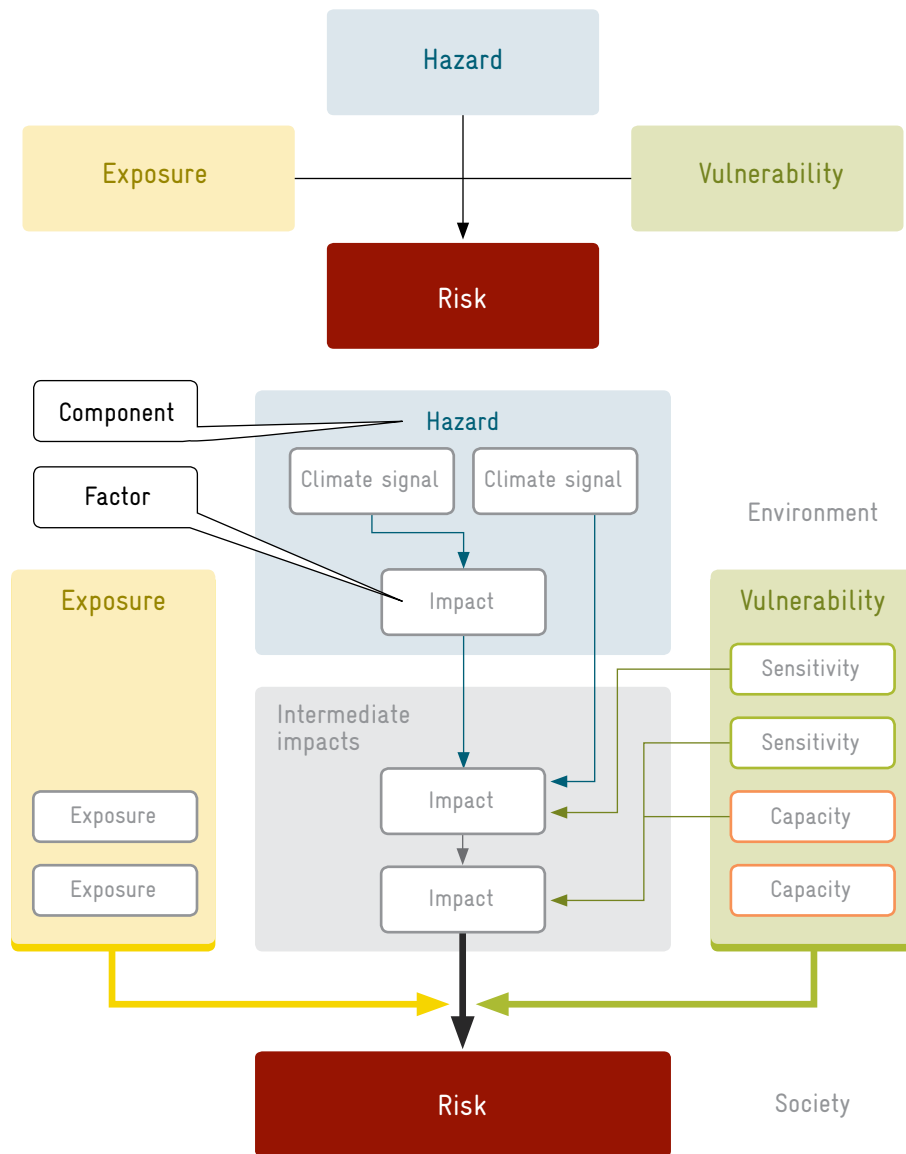 Hazard
Exposure
Vulnerability
Risk
Component
Hazard
Climate signal
Climate signal
Factor
Environment
Exposure
Impact
Vulnerability
Sensitivity
Intermediate
impacts
Sensitivity
Impact
Exposure
Capacity
Exposure
Impact
Capacity
Risk
Society